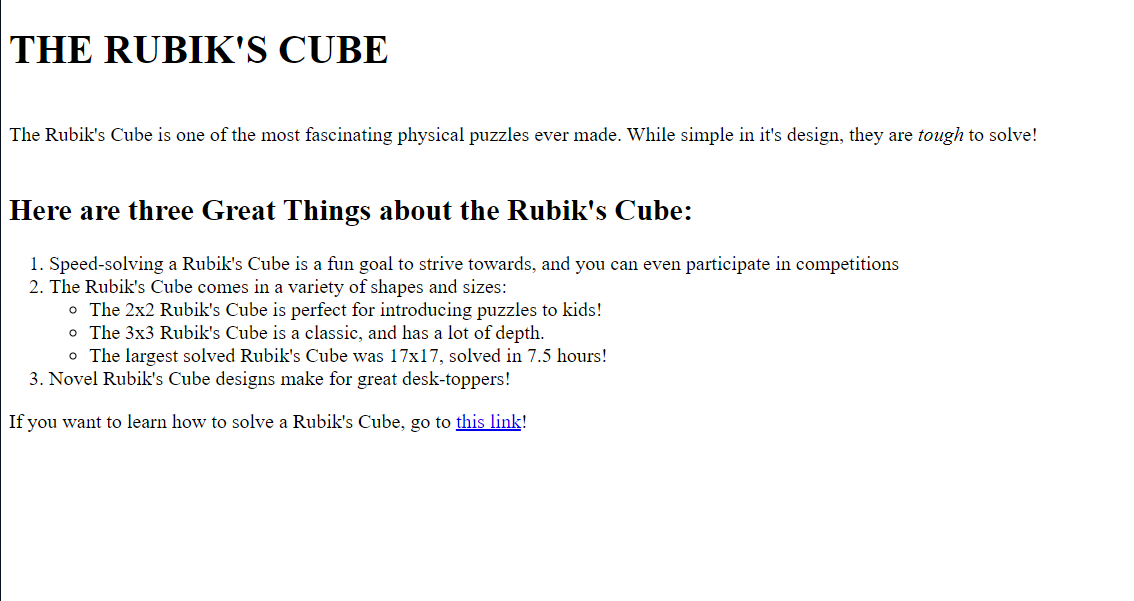 THE RUBIK'S CUBE
The Rubik's Cube is one of the most fascinating physical puzzles ever made. While simple in it's design, they are tough to solve!
Here are three Great Things about the Rubik's Cube:
1. Speed-solving a Rubik's Cube is a fun goal to strive towards, and you can even participate in competitions
2. The Rubik's Cube comes in a variety of shapes and sizes:
○ The 2x2 Rubik's Cube is perfect for introducing puzzles to kids!
○ The 3x3 Rubik's Cube is a classic, and has a lot of depth.
○ The largest solved Rubik's Cube was 17x17, solved in 7.5 hours!
3. Novel Rubik's Cube designs make for great desk-toppers!
If you want to learn how to solve a Rubik's Cube, go to this link!